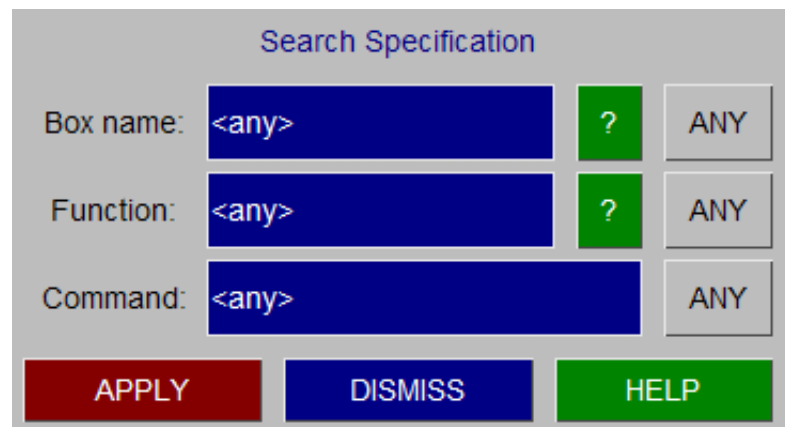 Search Specification
Box name: <any> ? ANY
Function: <any> ? ANY
Command: <any> ANY
APPLY DISMISS HELP